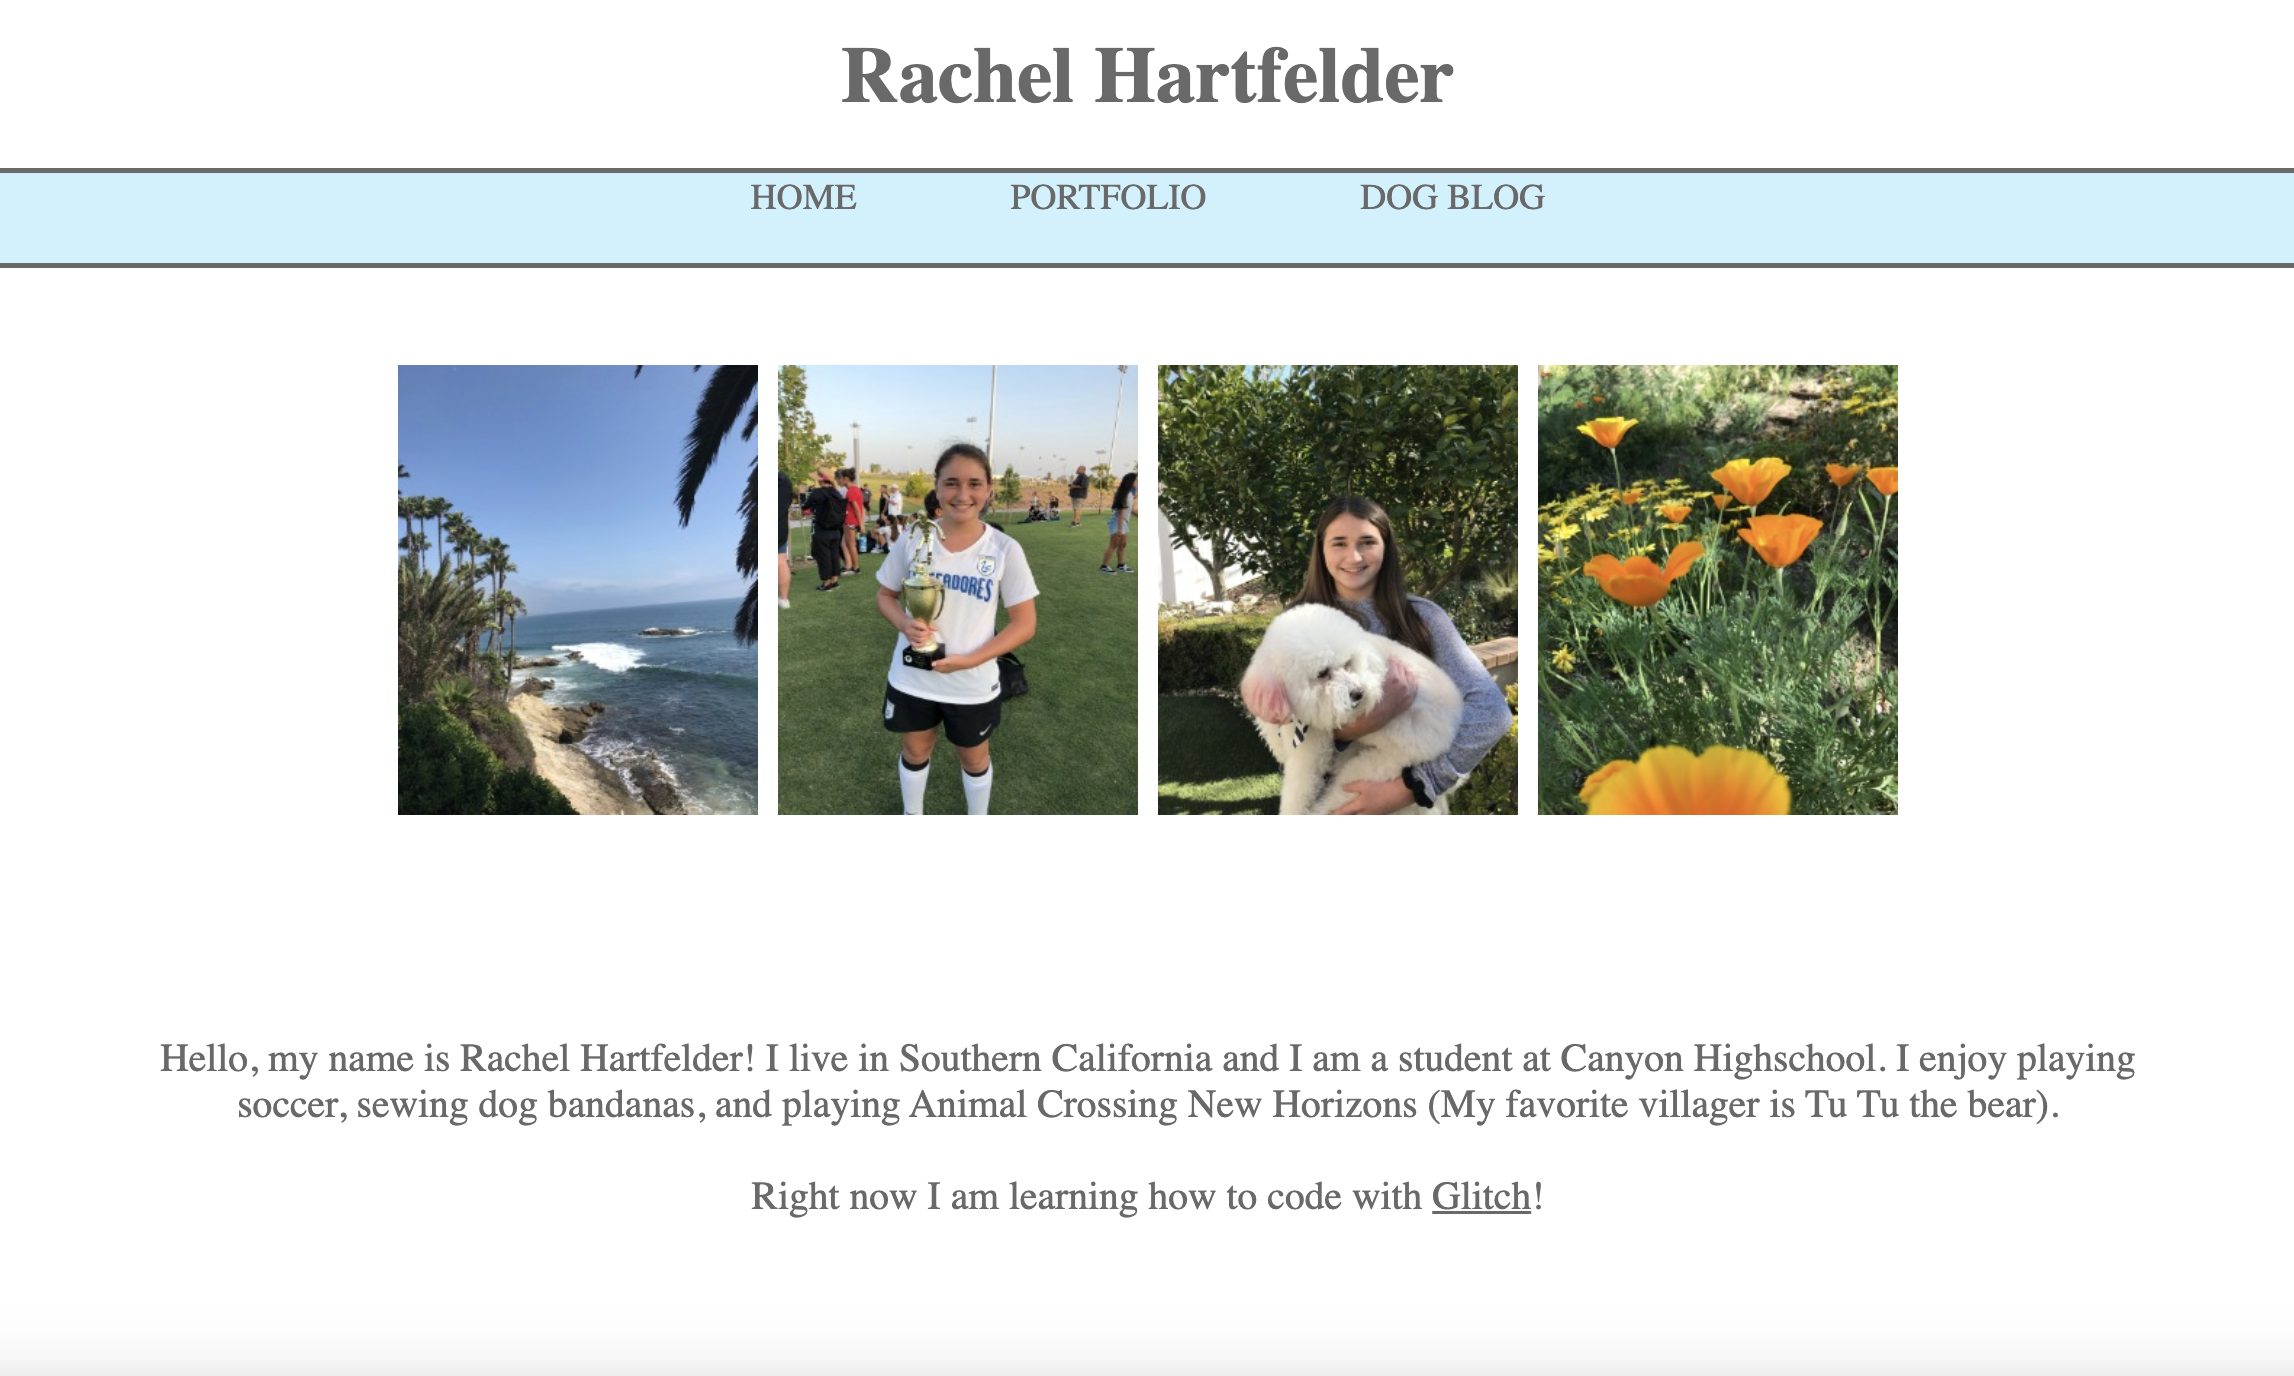 Rachel Hartfelder
HOME PORTFOLIO DOG BLOG
ADORES
Hello, my name is Rachel Hartfelder! I live in Southern California and I am a student at Canyon Highschool. I enjoy playing
soccer, sewing dog bandanas, and playing Animal Crossing New Horizons (My favorite villager is Tu Tu the bear).
Right now I am learning how to code with Glitch!